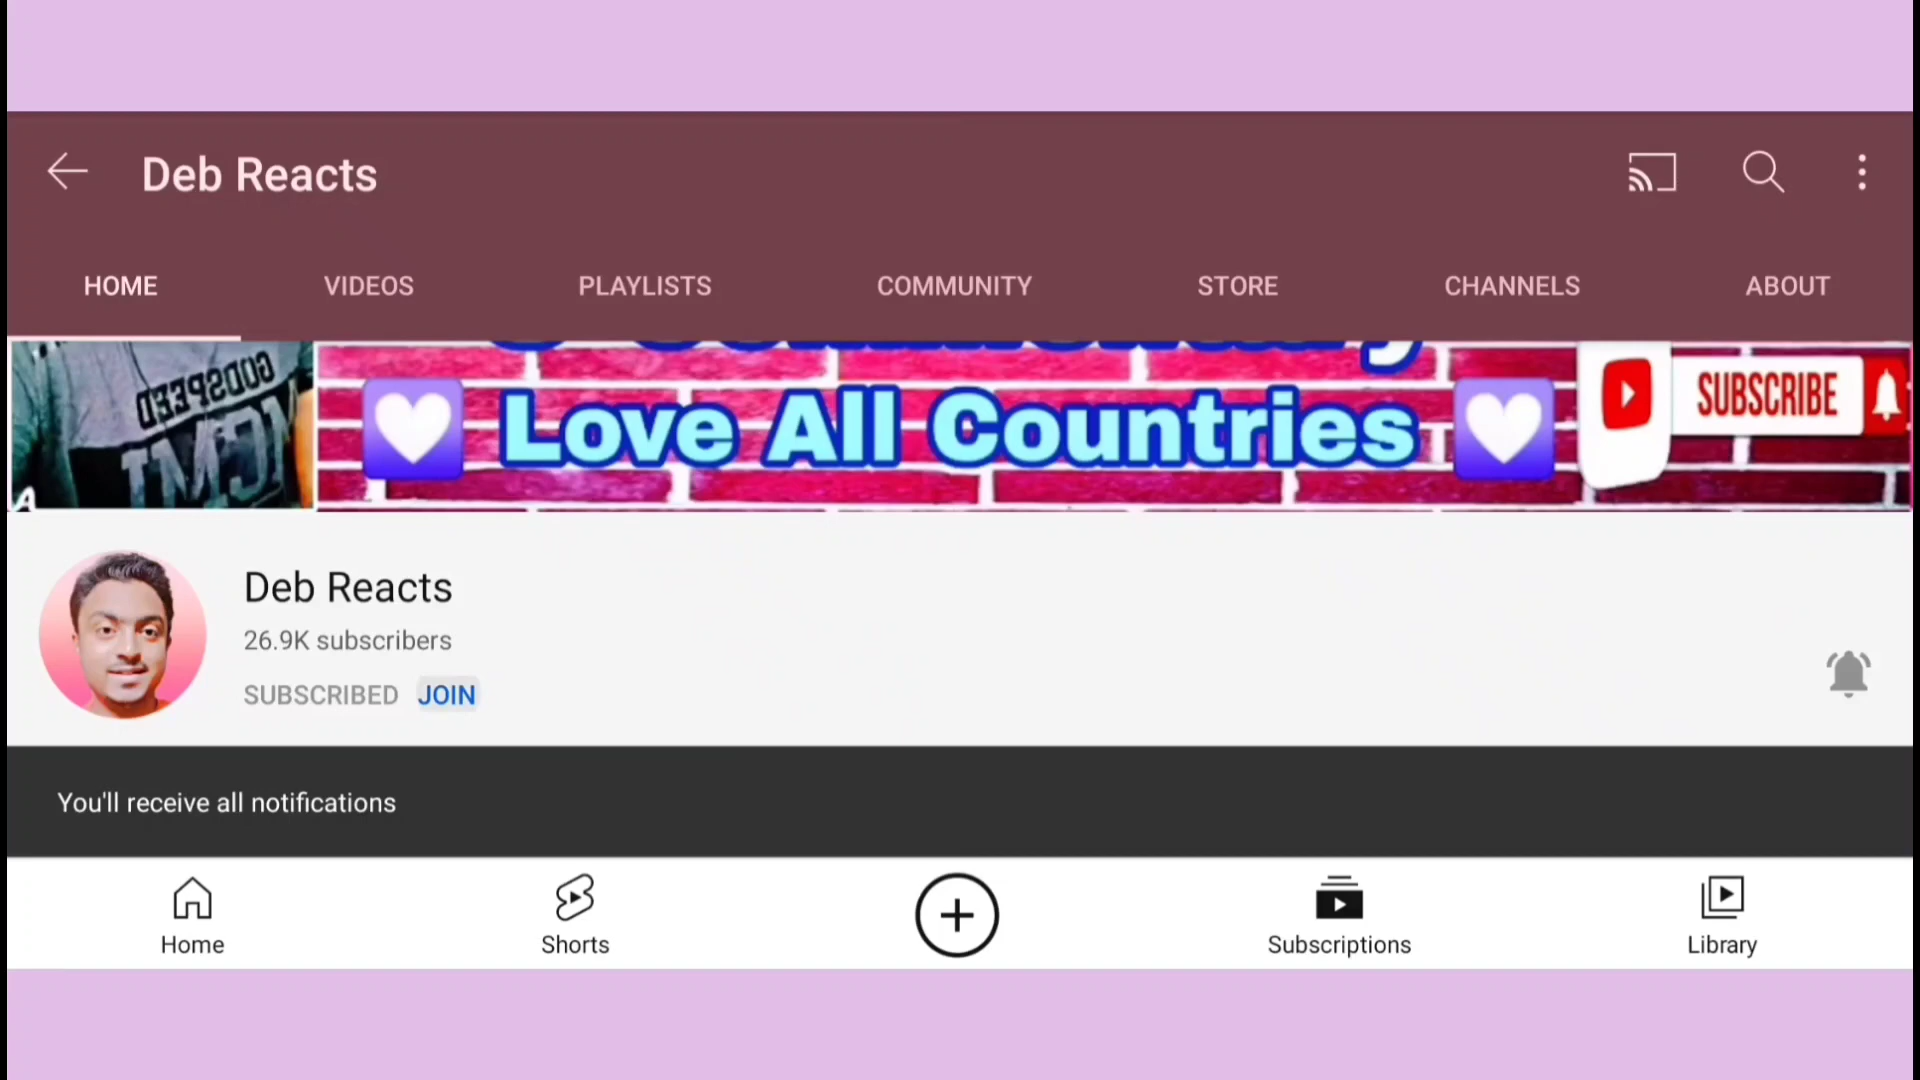 Deb Reacts
HOME VIDEOS PLAYLISTS COMMUNITY STORE CHANNELS ABOUT
GODSPEED
Love All Countries
SUBSCRIBE
Deb Reacts
26.9K subscribers
SUBSCRIBED JOIN
You'll receive all notifications
Home Shorts Subscriptions Library